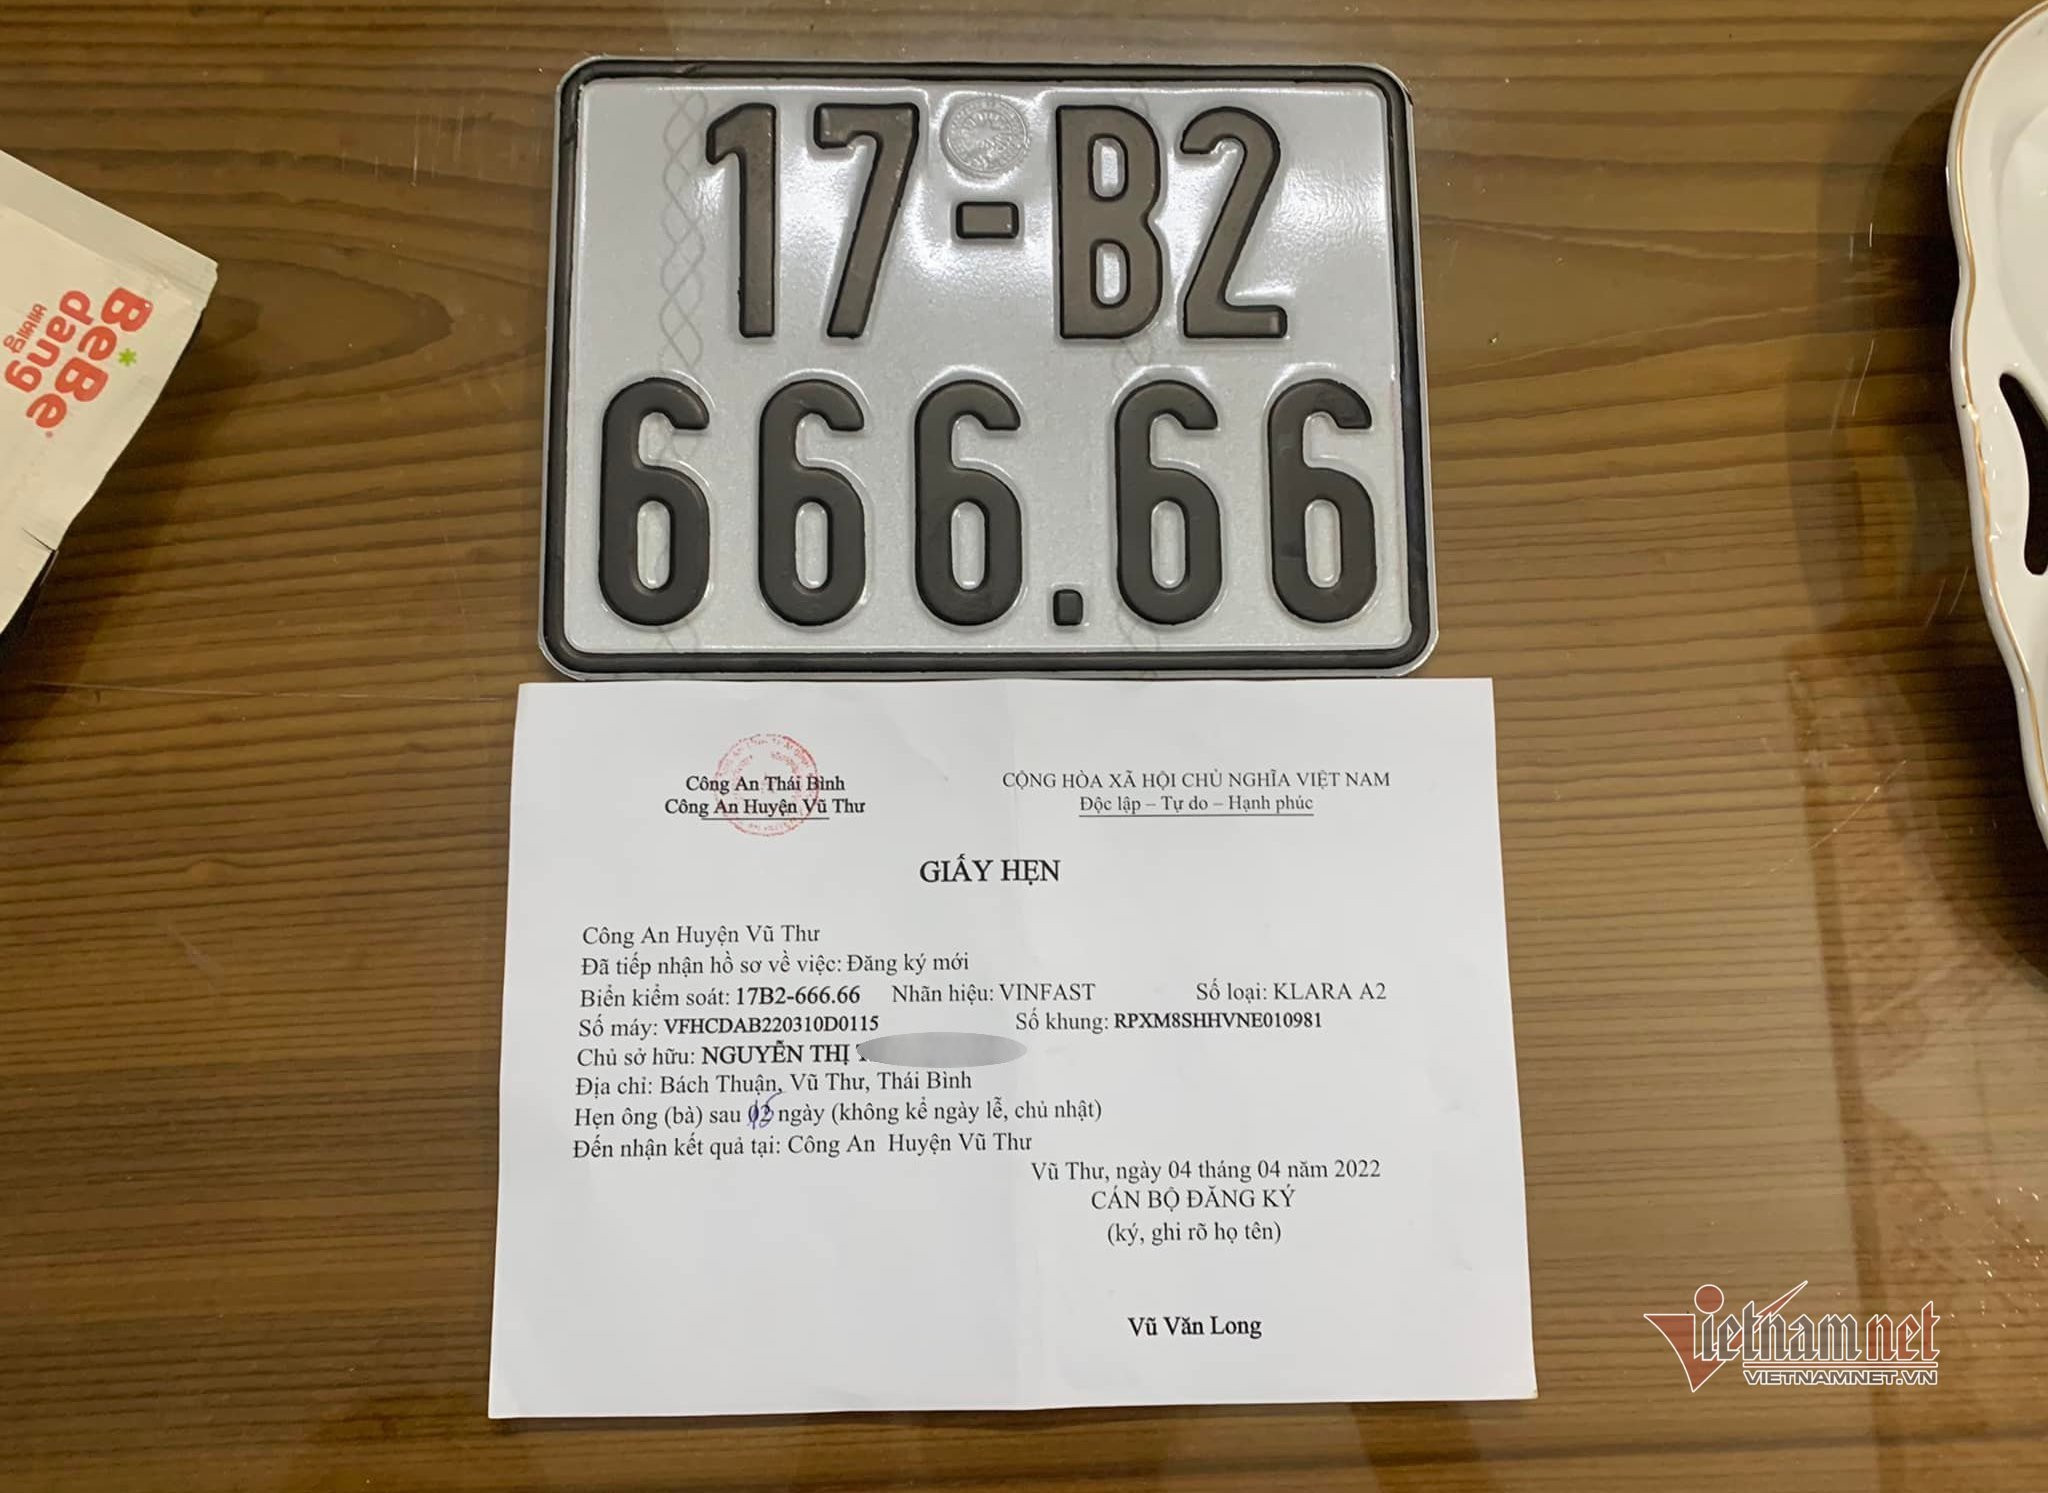 17-B2
666.66
BéBe
dang
Công An Thái Bình
Công An Huyện Vũ Thư
CỘNG HÒA XÃ HỘI CHỦ NGHĨA VIỆT NAM
Độc lập – Tự do – Hạnh phúc
GIẤY HẸN
Công An Huyện Vũ Thư
Đã tiếp nhận hồ sơ về việc: Đăng ký mới
Biển kiểm soát: 17B2-666.66 Nhãn hiệu: VINFAST Số loại: KLARA A2
Số máy: VFHCDAB220310D0115 Số khung: RPXM8SHHVNE010981
Chủ sở hữu: NGUYỄN THỊ
Địa chỉ: Bách Thuận, Vũ Thư, Thái Bình
Hẹn ông (bà) sau ngày (không kể ngày lễ, chủ nhật)
Đến nhận kết quả tại: Công An Huyện Vũ Thư
Vũ Thư, ngày 04 tháng 04 năm 2022
CÁN BỘ ĐĂNG KÝ
(ký, ghi rõ họ tên)
Vũ Văn Long
Vietnamnet
VIETNAMNET.VN